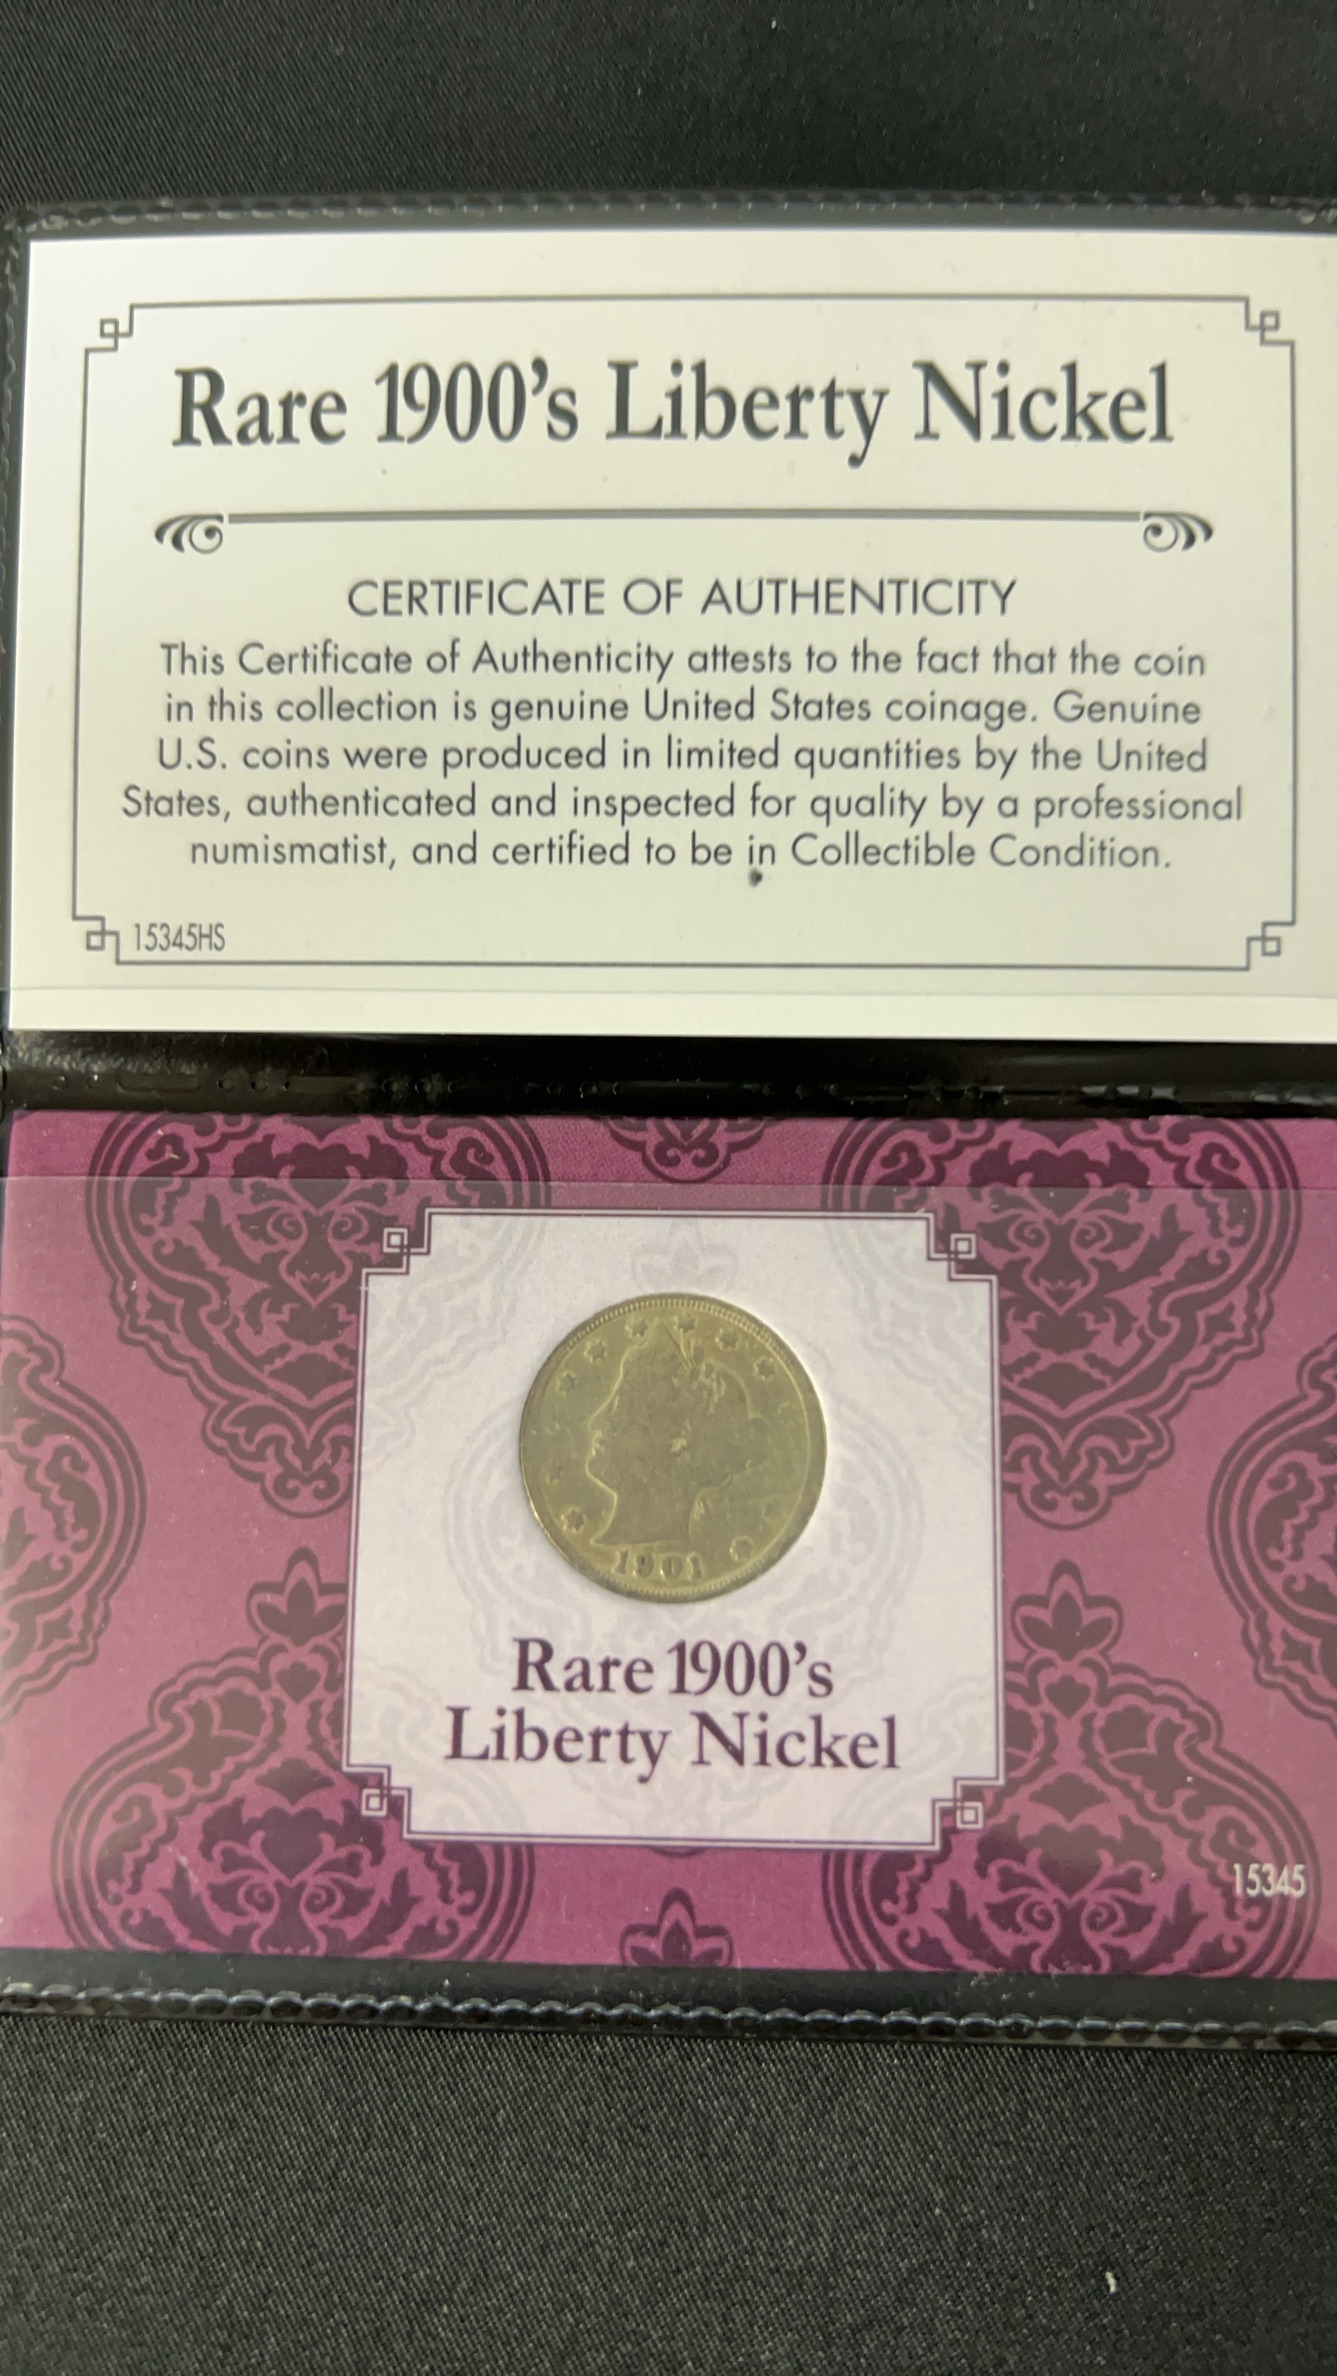 Rare 1900's Liberty Nickel
CERTIFICATE OF AUTHENTICITY
This Certificate of Authenticity attests to the fact that the coin
in this collection is genuine United States coinage. Genuine
U.S. coins were produced in limited quantities by the United
States, authenticated and inspected for quality by a professional
numismatist, and certified to be in Collectible Condition.
15345HS
1901
Rare 1900's
Liberty Nickel
15345